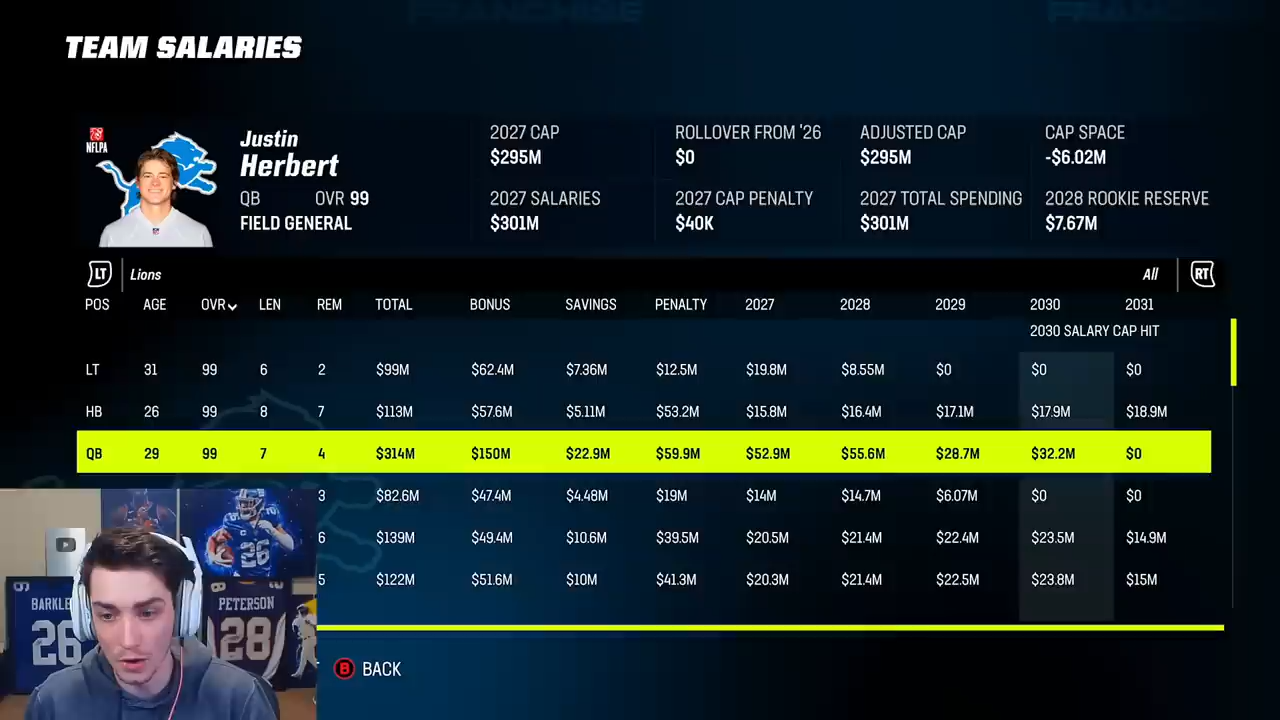 FRANCHISE
TEAM SALARIES
NFLPA
Justin
Herbert
QB OVR 99
FIELD GENERAL
2027 CAP ROLLOVER FROM '26 ADJUSTED CAP CAP SPACE
$295M $0 $295M -$6.02M
2027 SALARIES 2027 CAP PENALTY 2027 TOTAL SPENDING 2028 ROOKIE RESERVE
$301M $40K $301M $7.67M
LT Lions All RT
POS AGE OVR LEN REM TOTAL BONUS SAVINGS PENALTY 2027 2028 2029 2030 2031
2030 SALARY CAP HIT
LT 31 99 6 2 $99M $62.4M $7.36M $12.5M $19.8M $8.55M $0 $0 $0
HB 26 99 8 7 $113M $57.6M $5.11M $53.2M $15.8M $16.4M $17.1M $17.9M $18.9M
QB 29 99 7 4 $314M $150M $22.9M $59.9M $52.9M $55.6M $28.7M $32.2M $0
3 $82.6M $47.4M $4.48M $19M $14M $14.7M $6.07M $0 $0
6 $139M $49.4M $10.6M $39.5M $20.5M $21.4M $22.4M $23.5M $14.9M
5 $122M $51.6M $10M $41.3M $20.3M $21.4M $22.5M $23.8M $15M
26
BARKLE PETERSON
26 28
B BACK